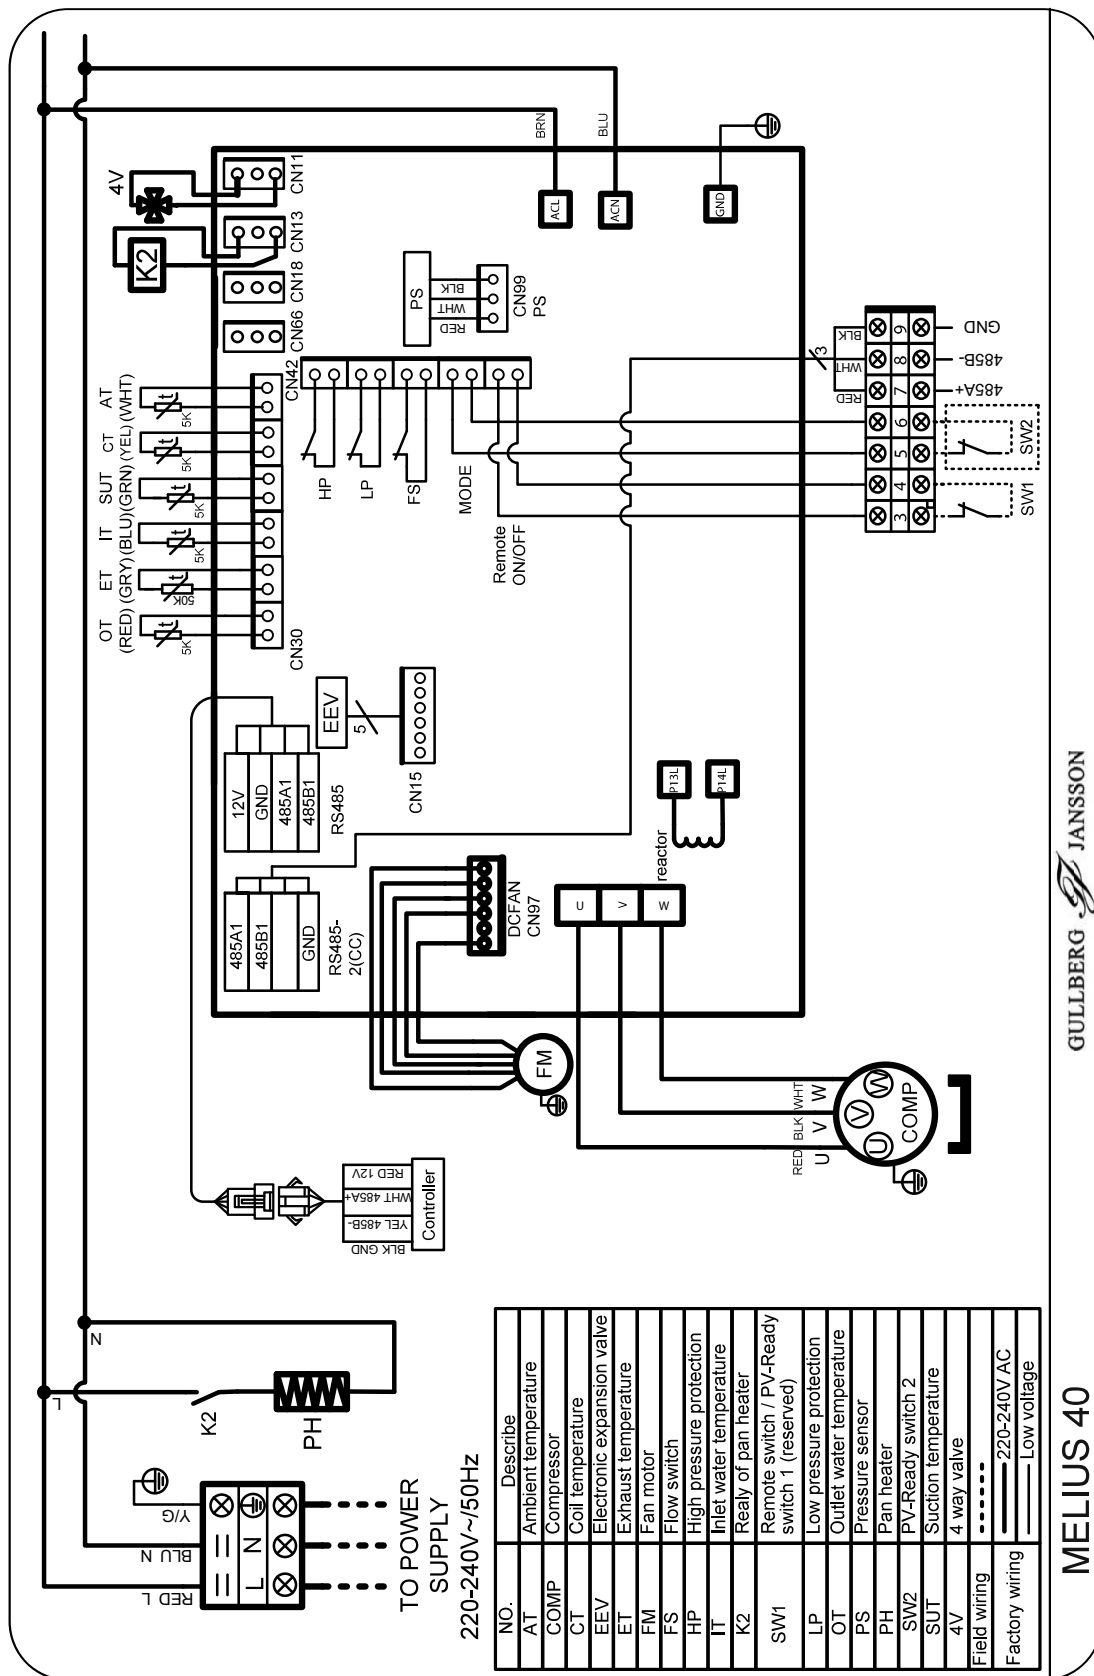 4V
K2
CN11
CN13
CN18
CN66
CN42
CN30
AT
(WHT)
5K
CT
(YEL)
5K
SUT
(GRN)
5K
IT
(BLU)
5K
ET
(GRY)
50K
OT
(RED)
5K
BRN
BLU
ACL
ACN
GND
PS
BLK
WHT
RED
CN99
PS
HP
LP
FS
MODE
Remote
ON/OFF
3
BLK
WHT
RED
9
8
7
6
5
4
3
GND
485B-
485A+
SW2
SW1
12V
GND
485A1
485B1
RS485
EEV
5
CN15
485A1
485B1
GND
RS485-
2(CC)
DCFAN
CN97
reactor
P13L
P14L
U
V
W
FM
RED
BLK
WHT
U
V
W
U
V
W
COMP
RED 12V
WHT 485A+
YEL 485B-
BLK GND
Controller
L
N
K2
PH
Y/G
BLU N
RED L
L
N
TO POWER
SUPPLY
220-240V~/50Hz
NO. Describe
AT Ambient temperature
COMP Compressor
CT Coil temperature
EEV Electronic expansion valve
ET Exhaust temperature
FM Fan motor
FS Flow switch
HP High pressure protection
IT Inlet water temperature
K2 Realy of pan heater
SW1 Remote switch / PV-Ready
switch 1 (reserved)
LP Low pressure protection
OT Outlet water temperature
PS Pressure sensor
PH Pan heater
SW2 PV-Ready switch 2
SUT Suction temperature
4V 4 way valve
Field wiring
Factory wiring 220-240V AC
Low voltage
MELIUS 40
GULLBERG & JANSSON